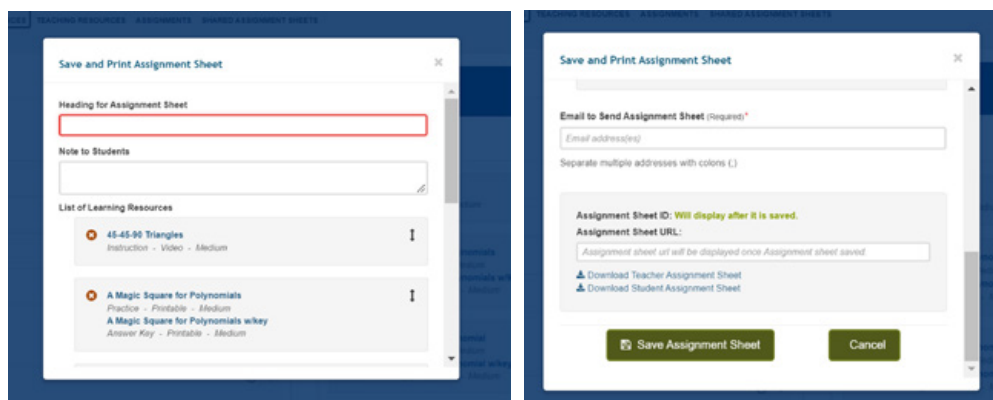 TEACHING RESOURCES ASSIGNMENTS SHARED ASSIGNMENT SHEETS
Save and Print Assignment Sheet
×
Heading for Assignment Sheet
Note to Students
List of Learning Resources
45-45-90 Triangles
Instruction - Video - Medium
A Magic Square for Polynomials
Practice - Printable - Medium
A Magic Square for Polynomials w/key
Answer Key - Printable - Medium
TEACHING RESOURCES ASSIGNMENTS SHARED ASSIGNMENT SHEETS
Save and Print Assignment Sheet
×
Email to Send Assignment Sheet (Required)*
Email address(es)
Separate multiple addresses with colons (;)
Assignment Sheet ID: Will display after it is saved.
Assignment Sheet URL:
Assignment sheet url will be displayed once Assignment sheet saved
Download Teacher Assignment Sheet
Download Student Assignment Sheet
Save Assignment Sheet
Cancel